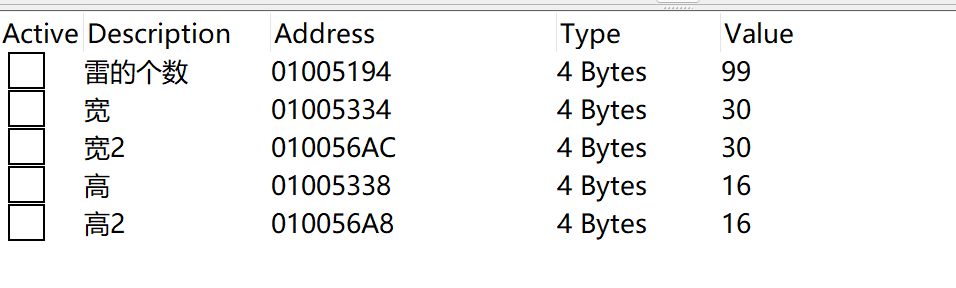 Active Description Address Type Value
雷的个数 01005194 4 Bytes 99
宽 01005334 4 Bytes 30
宽2 010056AC 4 Bytes 30
高 01005338 4 Bytes 16
高2 010056A8 4 Bytes 16